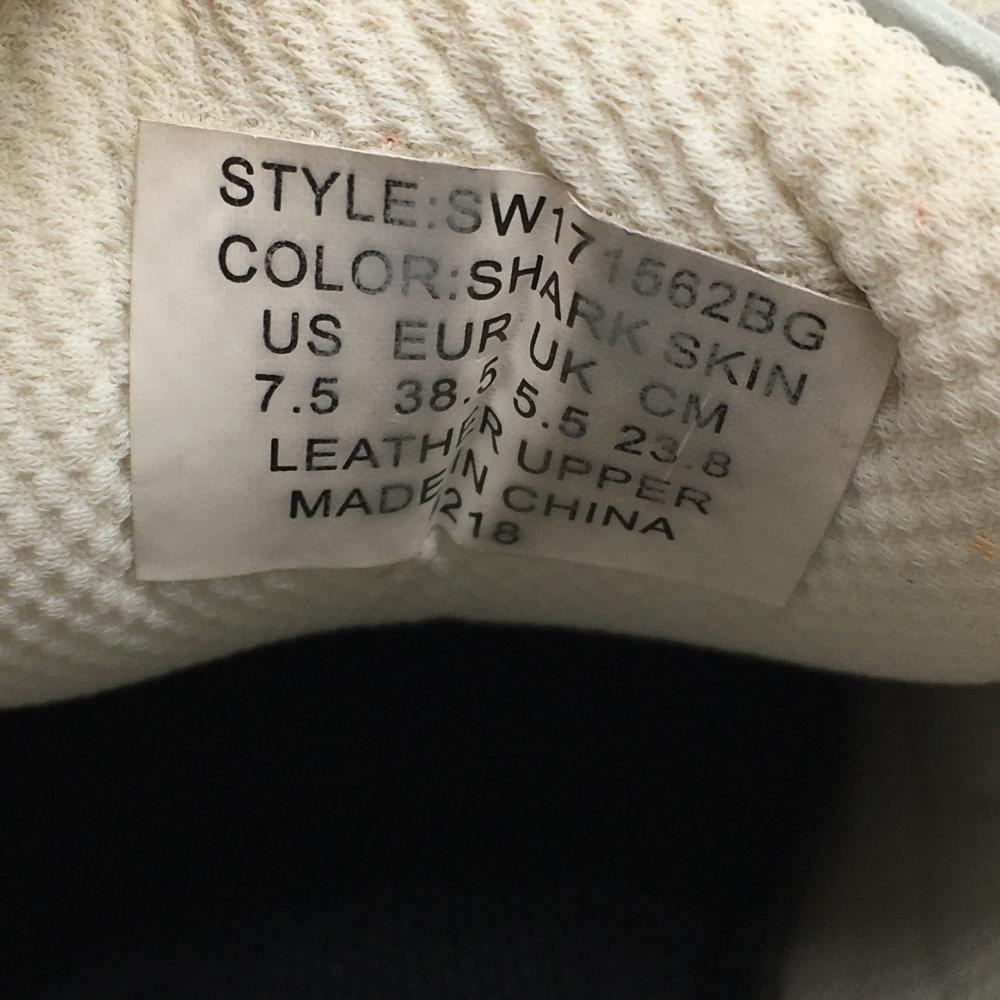 STYLE:SW171562BG
COLOR:SHARK SKIN
US EUR UK CM
7.5 38.5 5.5 23.8
LEATHER UPPER
MADE IN CHINA
218